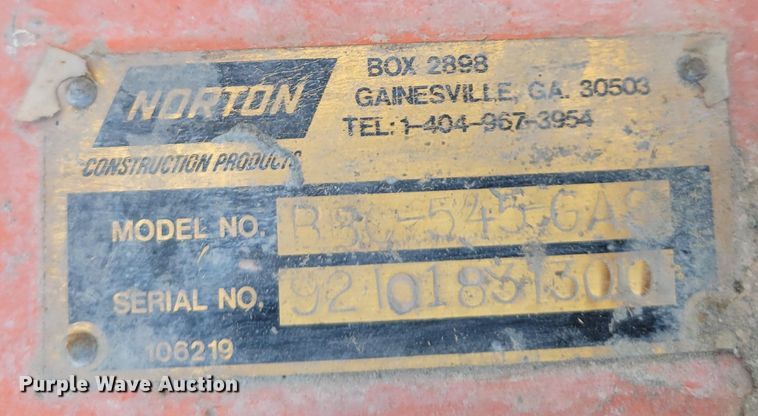 NORTON
CONSTRUCTION PRODUCTS
BOX 2898
GAINESVILLE, GA. 30503
TEL: 1-404-967-3954
MODEL NO.
SERIAL NO.
106219
Purple Wave Auction